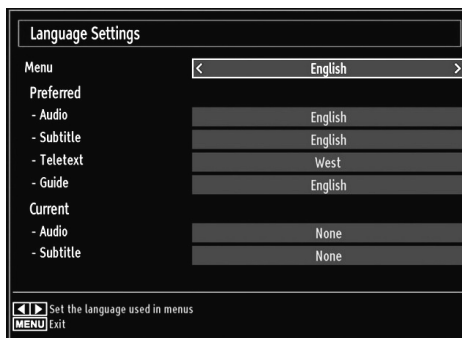 Language Settings
Menu < English >
Preferred
- Audio English
- Subtitle English
- Teletext West
- Guide English
Current
- Audio None
- Subtitle None
◀ ▶ Set the language used in menus
MENU Exit